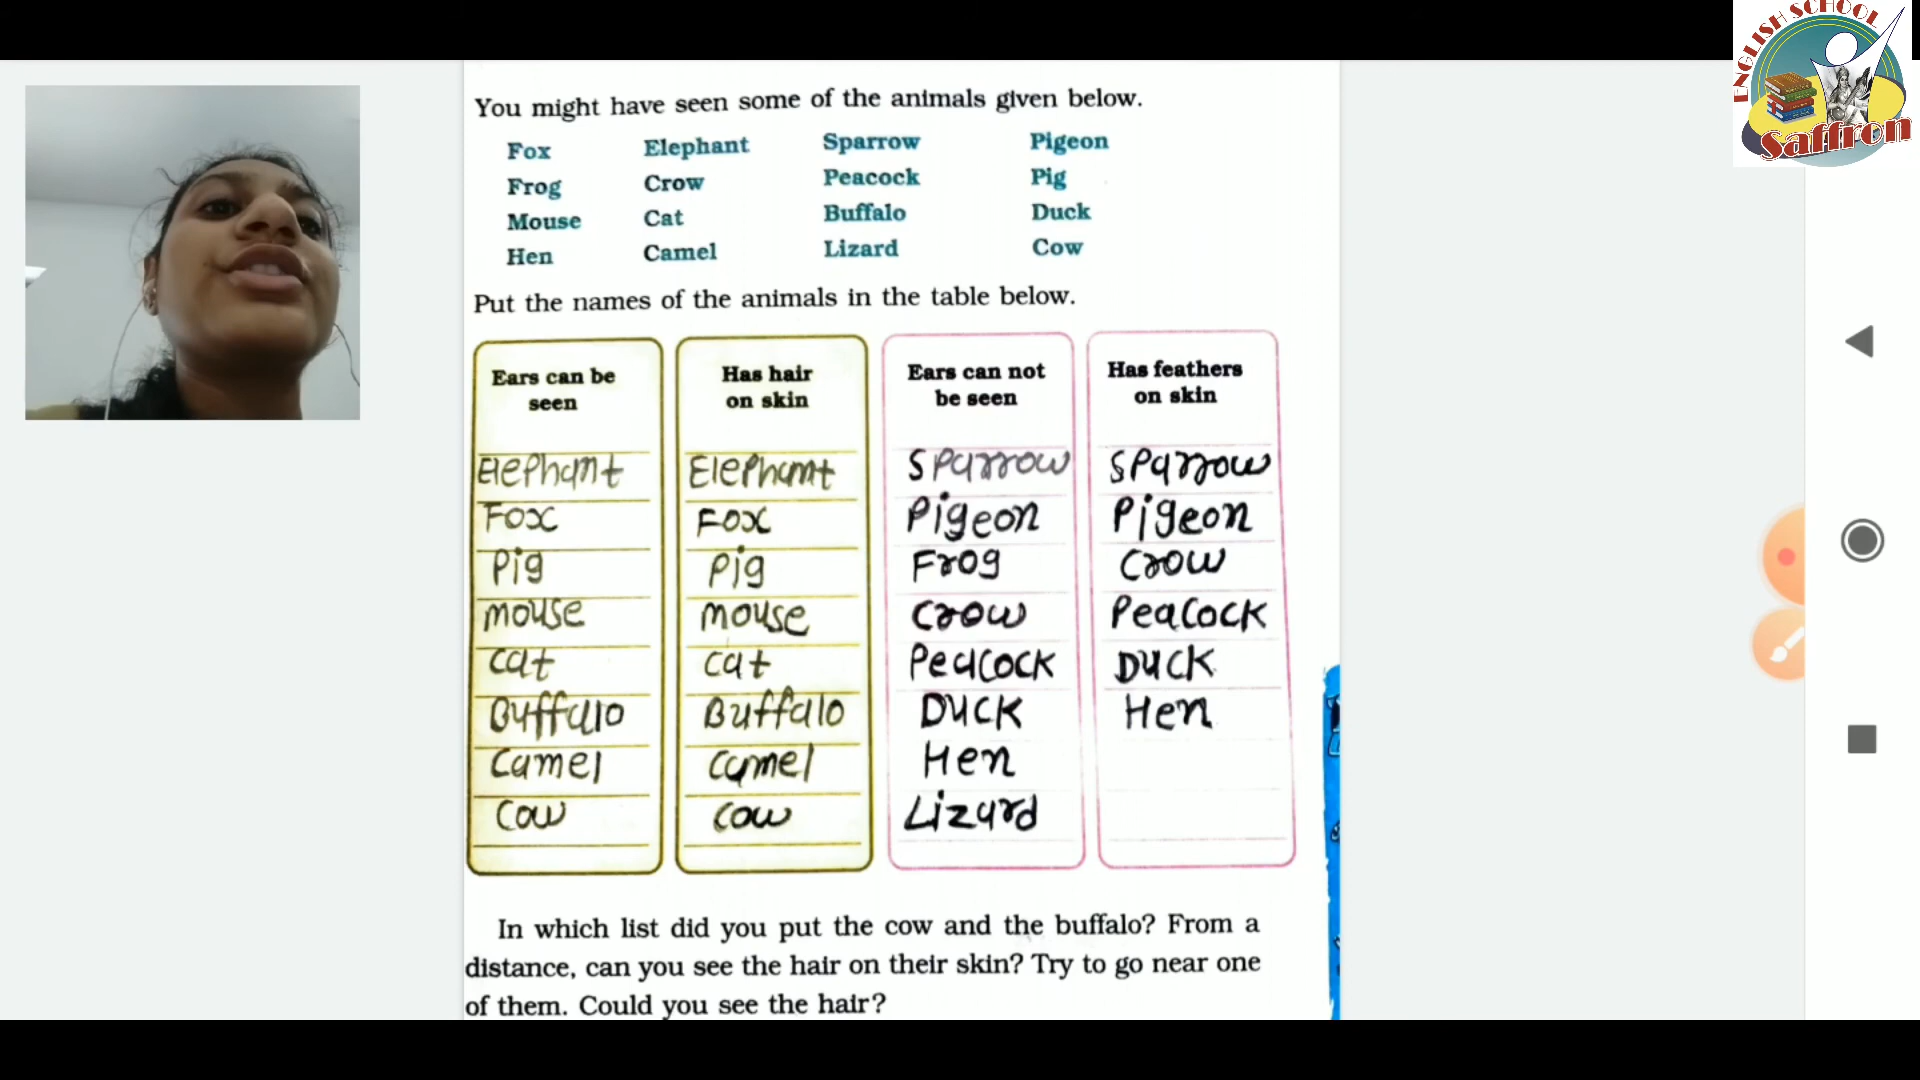 ENGLISH SCHOOL
Saffron
You might have seen some of the animals given below.
Fox Elephant Sparrow Pigeon
Frog Crow Peacock Pig
Mouse Cat Buffalo Duck
Hen Camel Lizard Cow
Put the names of the animals in the table below.
Ears can be seen
Elephant
Fox
Pig
mouse
cat
Buffalo
camel
cow
Has hair on skin
Elephant
Fox
Pig
mouse
cat
Buffalo
camel
cow
Ears can not be seen
Sparrow
Pigeon
Frog
Crow
Peacock
Duck
Hen
Lizard
Has feathers on skin
Sparrow
Pigeon
Crow
Peacock
Duck
Hen
In which list did you put the cow and the buffalo? From a
distance, can you see the hair on their skin? Try to go near one
of them. Could you see the hair?